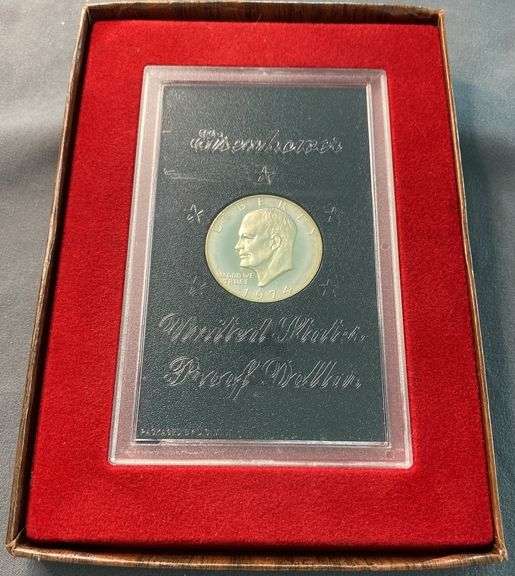 Eisenhower
LIBERTY
IN GOD WE
TRUST
1974
United States
Proof Dollar